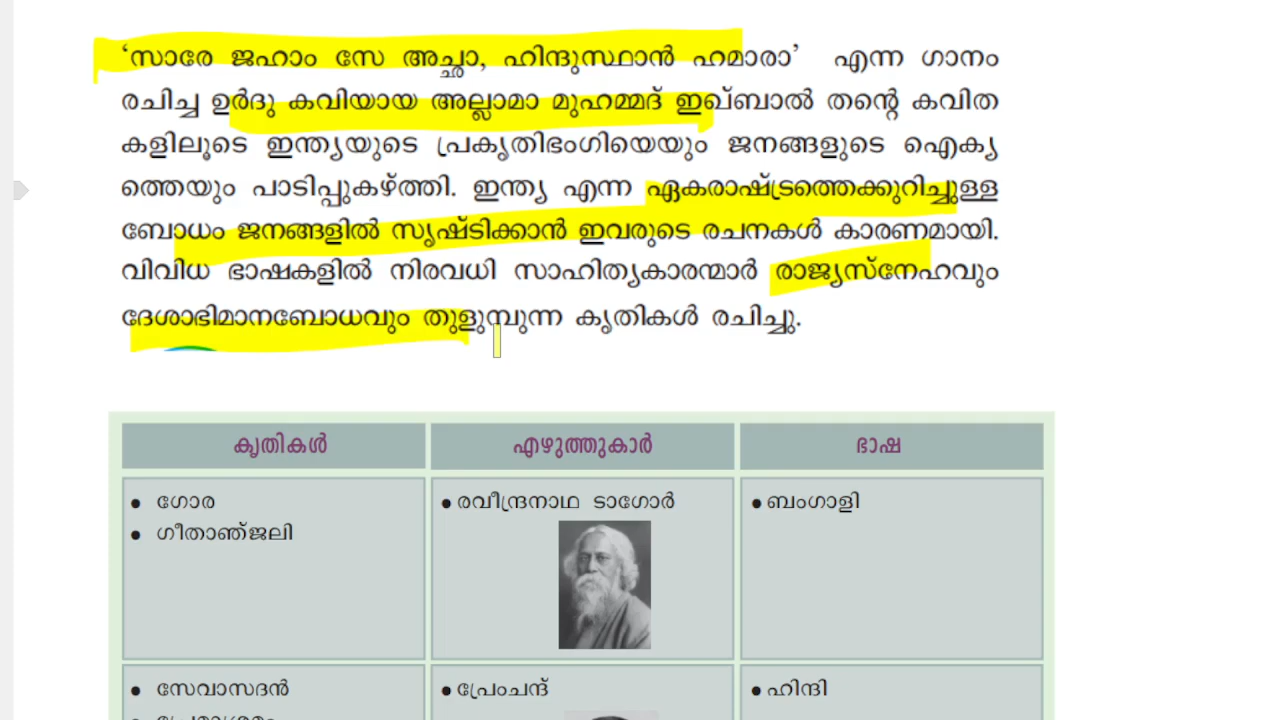 ‘സാരേ ജഹാം സേ അച്ഛാ, ഹിന്ദുസ്ഥാൻ ഹമാരാ’ എന്ന ഗാനം
രചിച്ച ഉർദു കവിയായ അല്ലാമാ മുഹമ്മദ് ഇഖ്ബാൽ തന്റെ കവിത
കളിലൂടെ ഇന്ത്യയുടെ പ്രകൃതിഭംഗിയെയും ജനങ്ങളുടെ ഐക്യ
ത്തെയും പാടിപ്പുകഴ്ത്തി. ഇന്ത്യ എന്ന ഏകരാഷ്ട്രത്തെക്കുറിച്ചുള്ള
ബോധം ജനങ്ങളിൽ സൃഷ്ടിക്കാൻ ഇവരുടെ രചനകൾ കാരണമായി.
വിവിധ ഭാഷകളിൽ നിരവധി സാഹിത്യകാരന്മാർ രാജ്യസ്നേഹവും
ദേശാഭിമാനബോധവും തുളുമ്പുന്ന കൃതികൾ രചിച്ചു.
കൃതികൾ എഴുത്തുകാർ ഭാഷ
• ഗോര • രവീന്ദ്രനാഥ ടാഗോർ • ബംഗാളി
• ഗീതാഞ്ജലി
• സേവാസദൻ • പ്രേംചന്ദ് • ഹിന്ദി